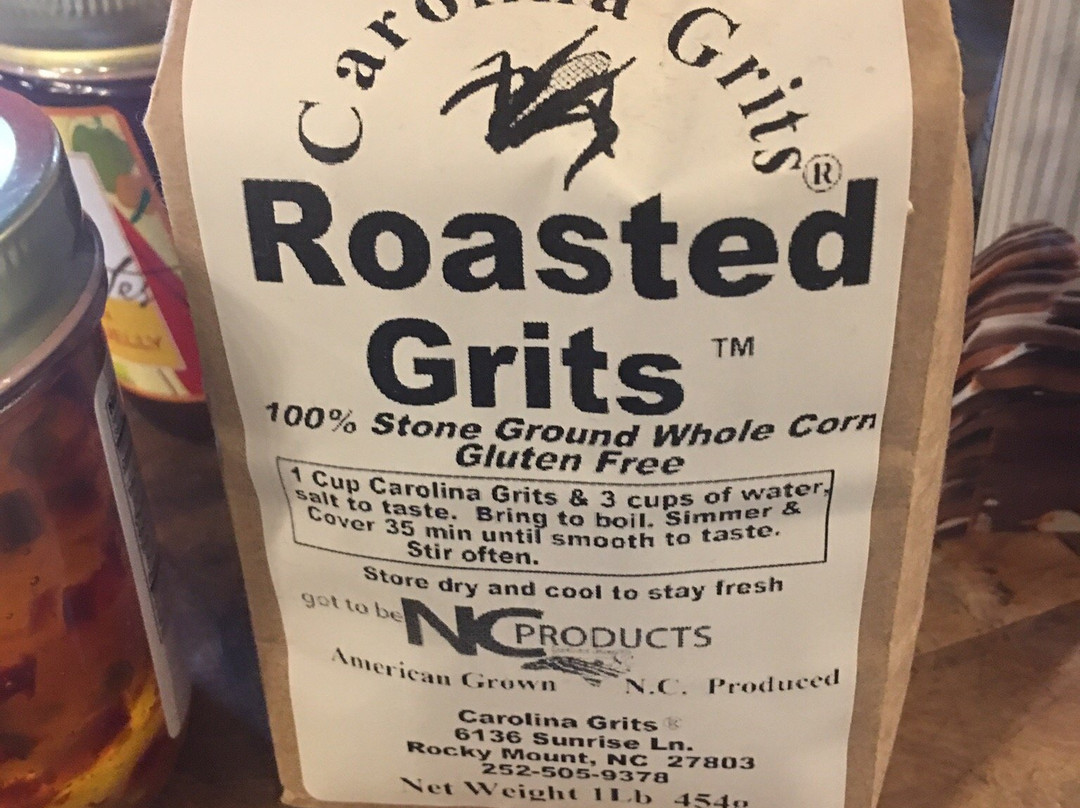 Carolina Grits®
Roasted
Grits ™
100% Stone Ground Whole Corn
Gluten Free
1 Cup Carolina Grits & 3 cups of water,
salt to taste. Bring to boil. Simmer &
Cover 35 min until smooth to taste.
Stir often.
Store dry and cool to stay fresh
got to be NC PRODUCTS
American Grown N.C. Produced
Carolina Grits ®
6136 Sunrise Ln.
Rocky Mount, NC 27803
252-505-9378
Net Weight 1Lb 454g